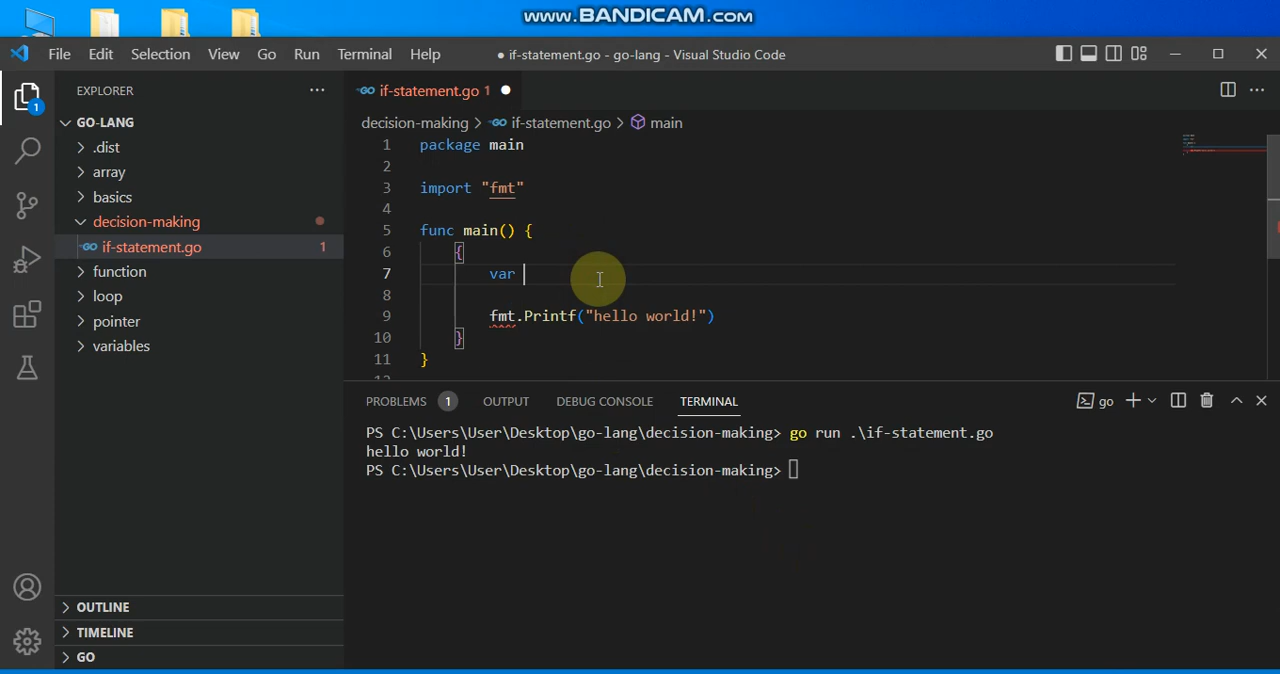 www.BANDICAM.com
File Edit Selection View Go Run Terminal Help
● if-statement.go - go-lang - Visual Studio Code
1
EXPLORER
GO-LANG
.dist
array
basics
decision-making
if-statement.go 1
function
loop
pointer
variables
OUTLINE
TIMELINE
GO
if-statement.go 1
decision-making > if-statement.go > main
1 package main
2
3 import "fmt"
4
5 func main() {
6 {
7 var
8
9 fmt.Printf("hello world!")
10 }
11 }
PROBLEMS 1 OUTPUT DEBUG CONSOLE TERMINAL
go
PS C:\Users\User\Desktop\go-lang\decision-making> go run .\if-statement.go
hello world!
PS C:\Users\User\Desktop\go-lang\decision-making>